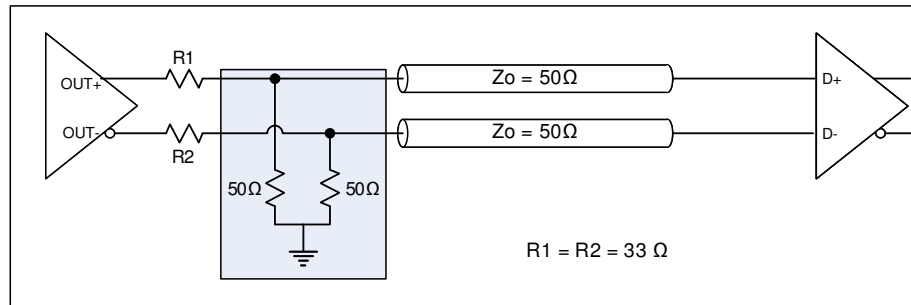 R1
OUT+
Zo = 50Ω
D+
OUT-
Zo = 50Ω
D-
R2
50Ω
50Ω
R1 = R2 = 33 Ω